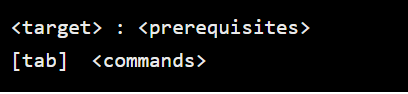 <target> : <prerequisites>
[tab]  <commands>